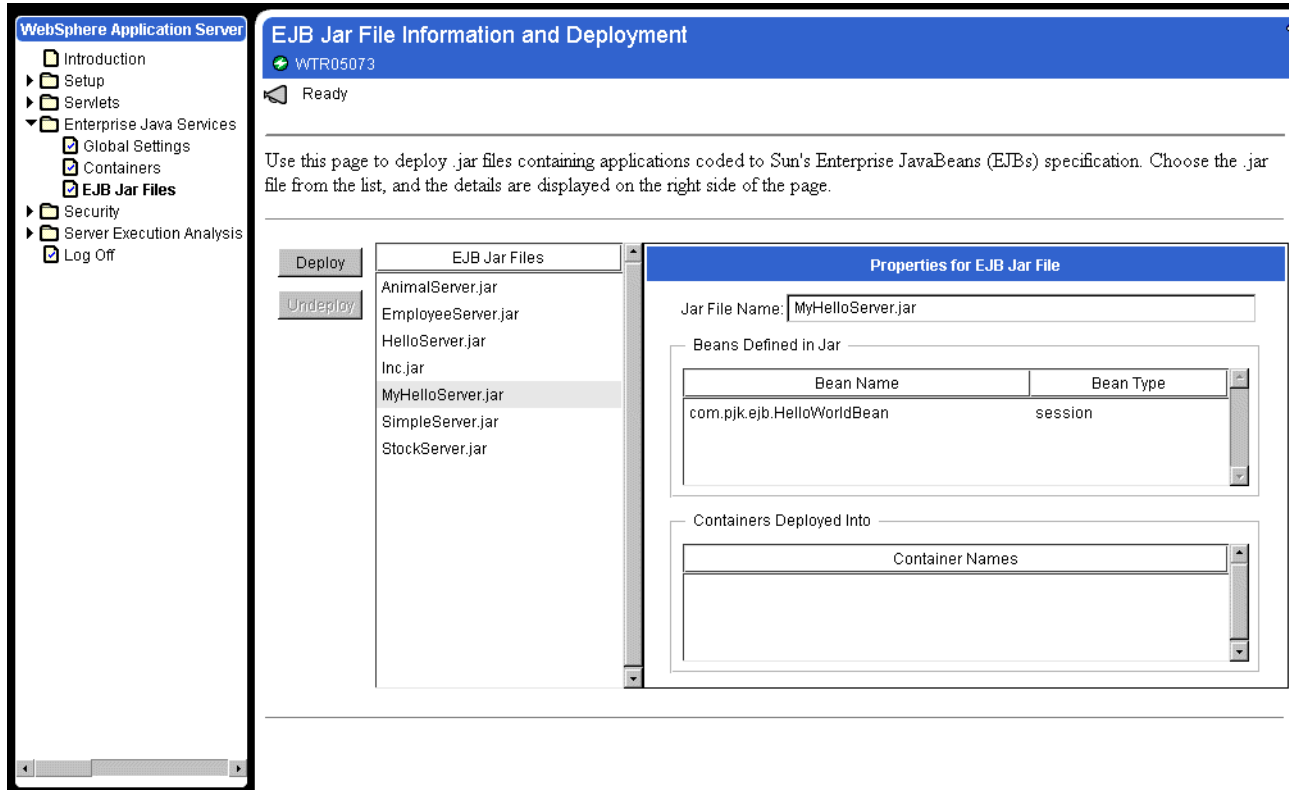 WebSphere Application Server
Introduction
Setup
Servlets
Enterprise Java Services
Global Settings
Containers
EJB Jar Files
Security
Server Execution Analysis
Log Off
EJB Jar File Information and Deployment
WTR05073
Ready
Use this page to deploy .jar files containing applications coded to Sun's Enterprise JavaBeans (EJBs) specification. Choose the .jar
file from the list, and the details are displayed on the right side of the page.
Deploy
Undeploy
EJB Jar Files
AnimalServer.jar
EmployeeServer.jar
HelloServer.jar
Inc.jar
MyHelloServer.jar
SimpleServer.jar
StockServer.jar
Properties for EJB Jar File
Jar File Name: MyHelloServer.jar
Beans Defined in Jar
Bean Name Bean Type
com.pjk.ejb.HelloWorldBean session
Containers Deployed Into
Container Names